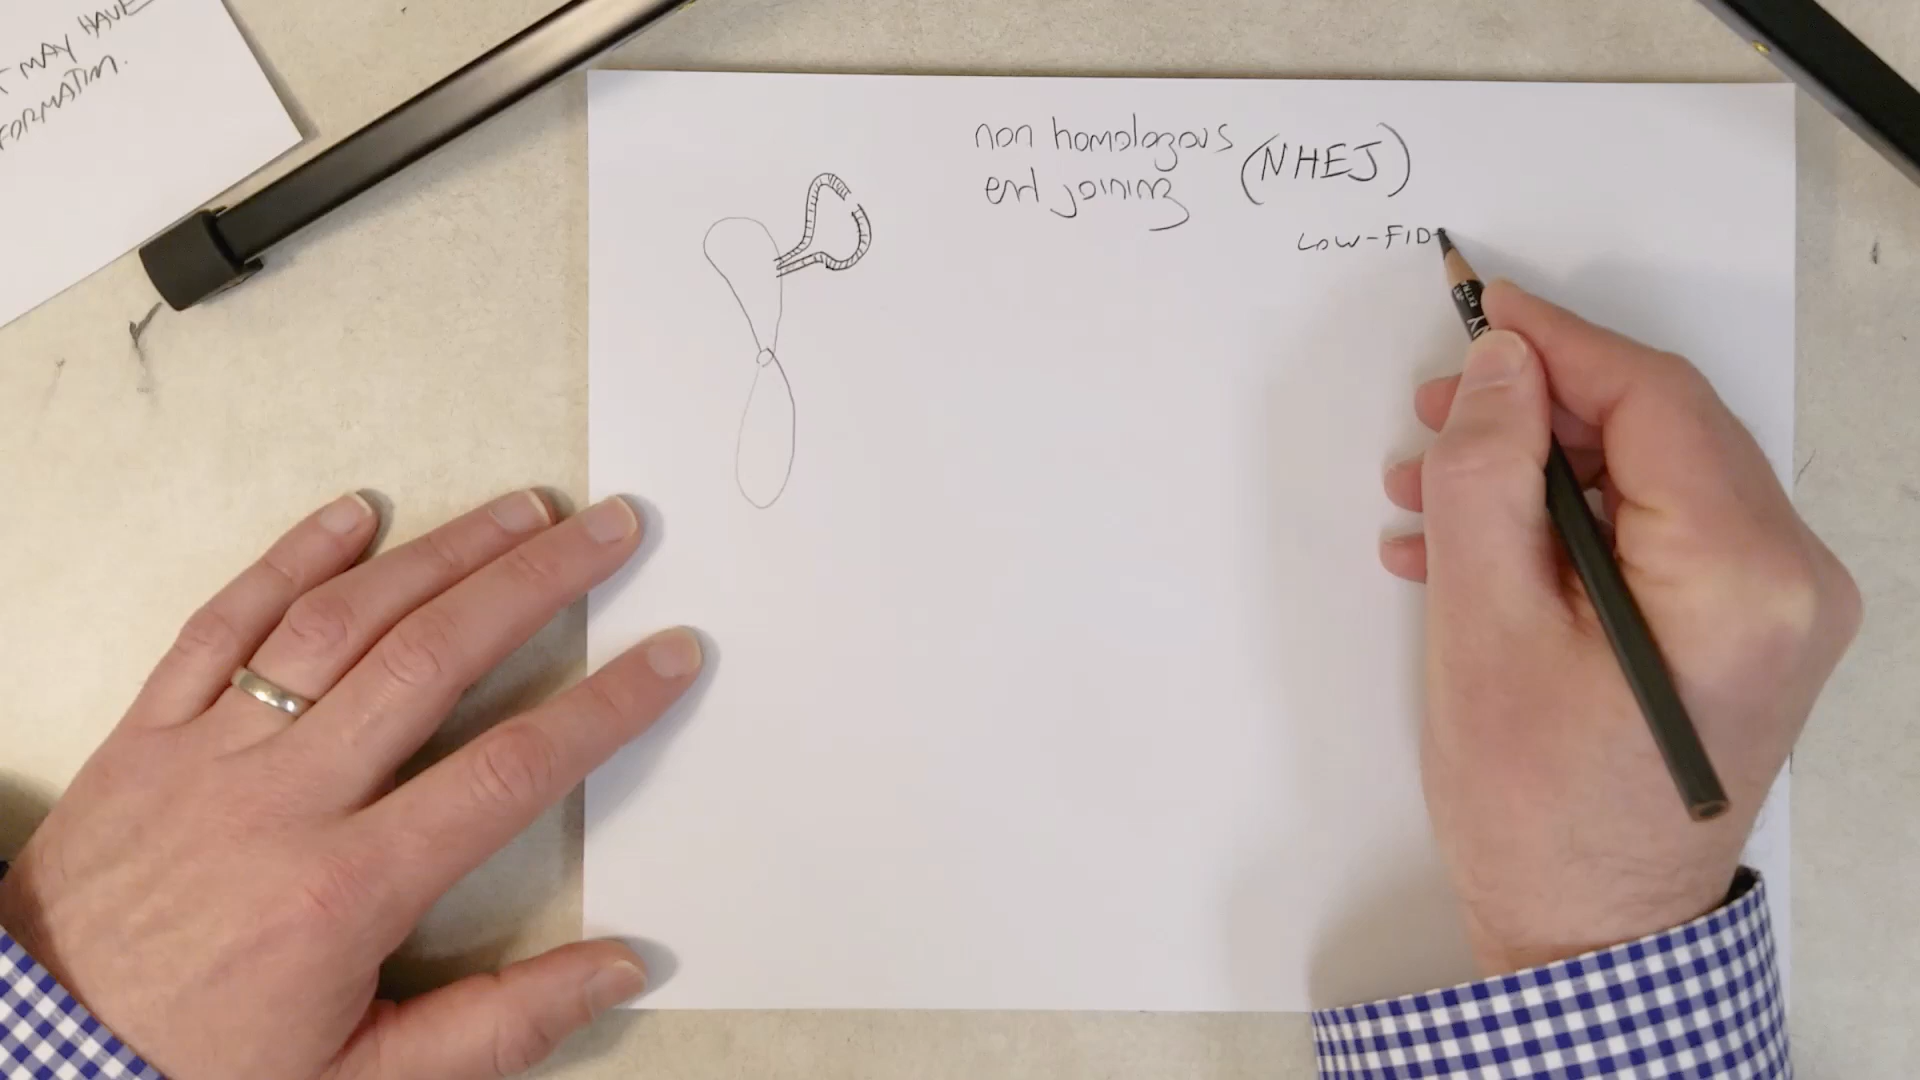 T MAY HAVE
FORMATION.
non homologous
end joining
(NHEJ)
LOW-FID